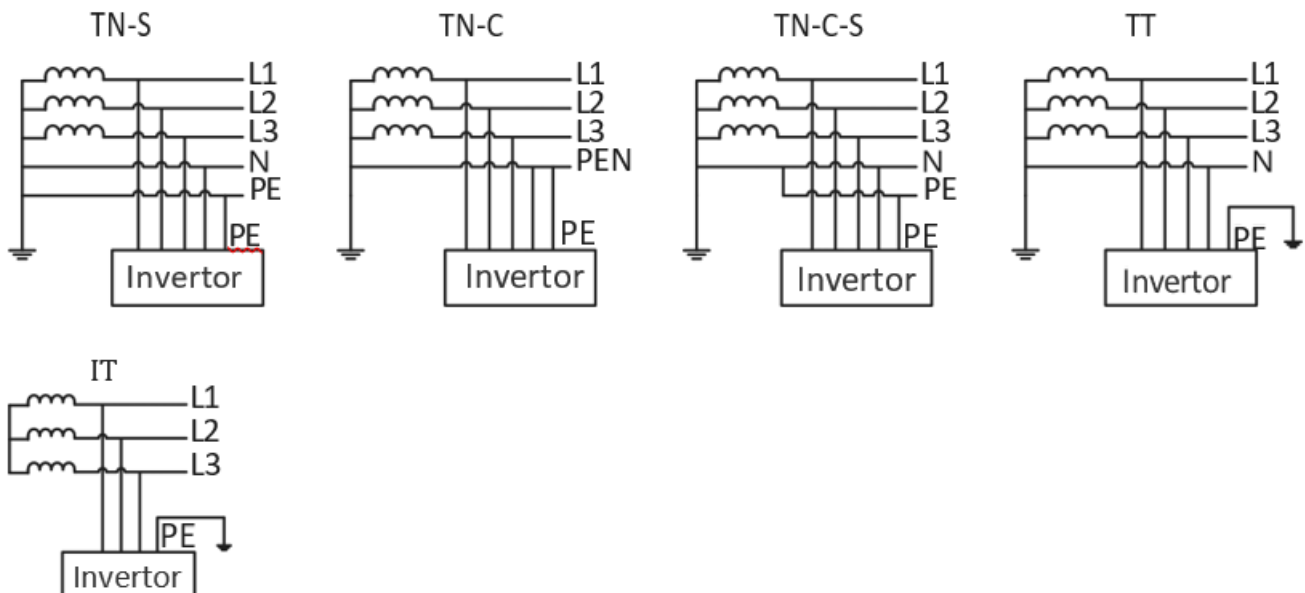 TN-S
L1
L2
L3
N
PE
PE
Invertor
TN-C
L1
L2
L3
PEN
PE
Invertor
TN-C-S
L1
L2
L3
N
PE
PE
Invertor
TT
L1
L2
L3
N
PE
Invertor
IT
L1
L2
L3
PE
Invertor